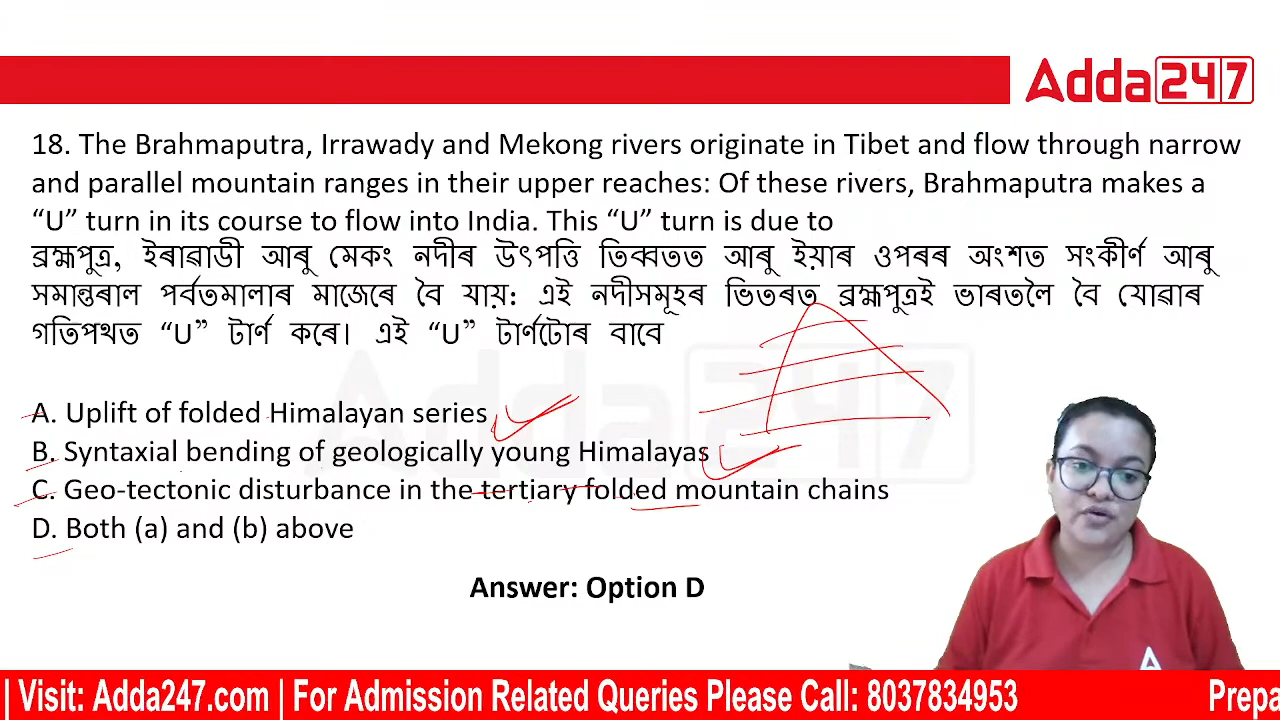 Adda247
18. The Brahmaputra, Irrawady and Mekong rivers originate in Tibet and flow through narrow
and parallel mountain ranges in their upper reaches: Of these rivers, Brahmaputra makes a
“U” turn in its course to flow into India. This “U” turn is due to
ব্ৰহ্মপুত্ৰ, ইৰাৱাডী আৰু মেকং নদীৰ উৎপত্তি তিব্বতত আৰু ইয়াৰ ওপৰৰ অংশত সংকীৰ্ণ আৰু
সমান্তৰাল পৰ্বতমালাৰ মাজেৰে বৈ যায়: এই নদীসমূহৰ ভিতৰত ব্ৰহ্মপুত্ৰই ভাৰতলৈ বৈ যোৱাৰ
গতিপথত “U” টাৰ্ণ কৰে। এই “U” টাৰ্ণটোৰ বাবে
A. Uplift of folded Himalayan series
B. Syntaxial bending of geologically young Himalayas
C. Geo-tectonic disturbance in the tertiary folded mountain chains
D. Both (a) and (b) above
Answer: Option D
| Visit: Adda247.com | For Admission Related Queries Please Call: 8037834953
Prepa